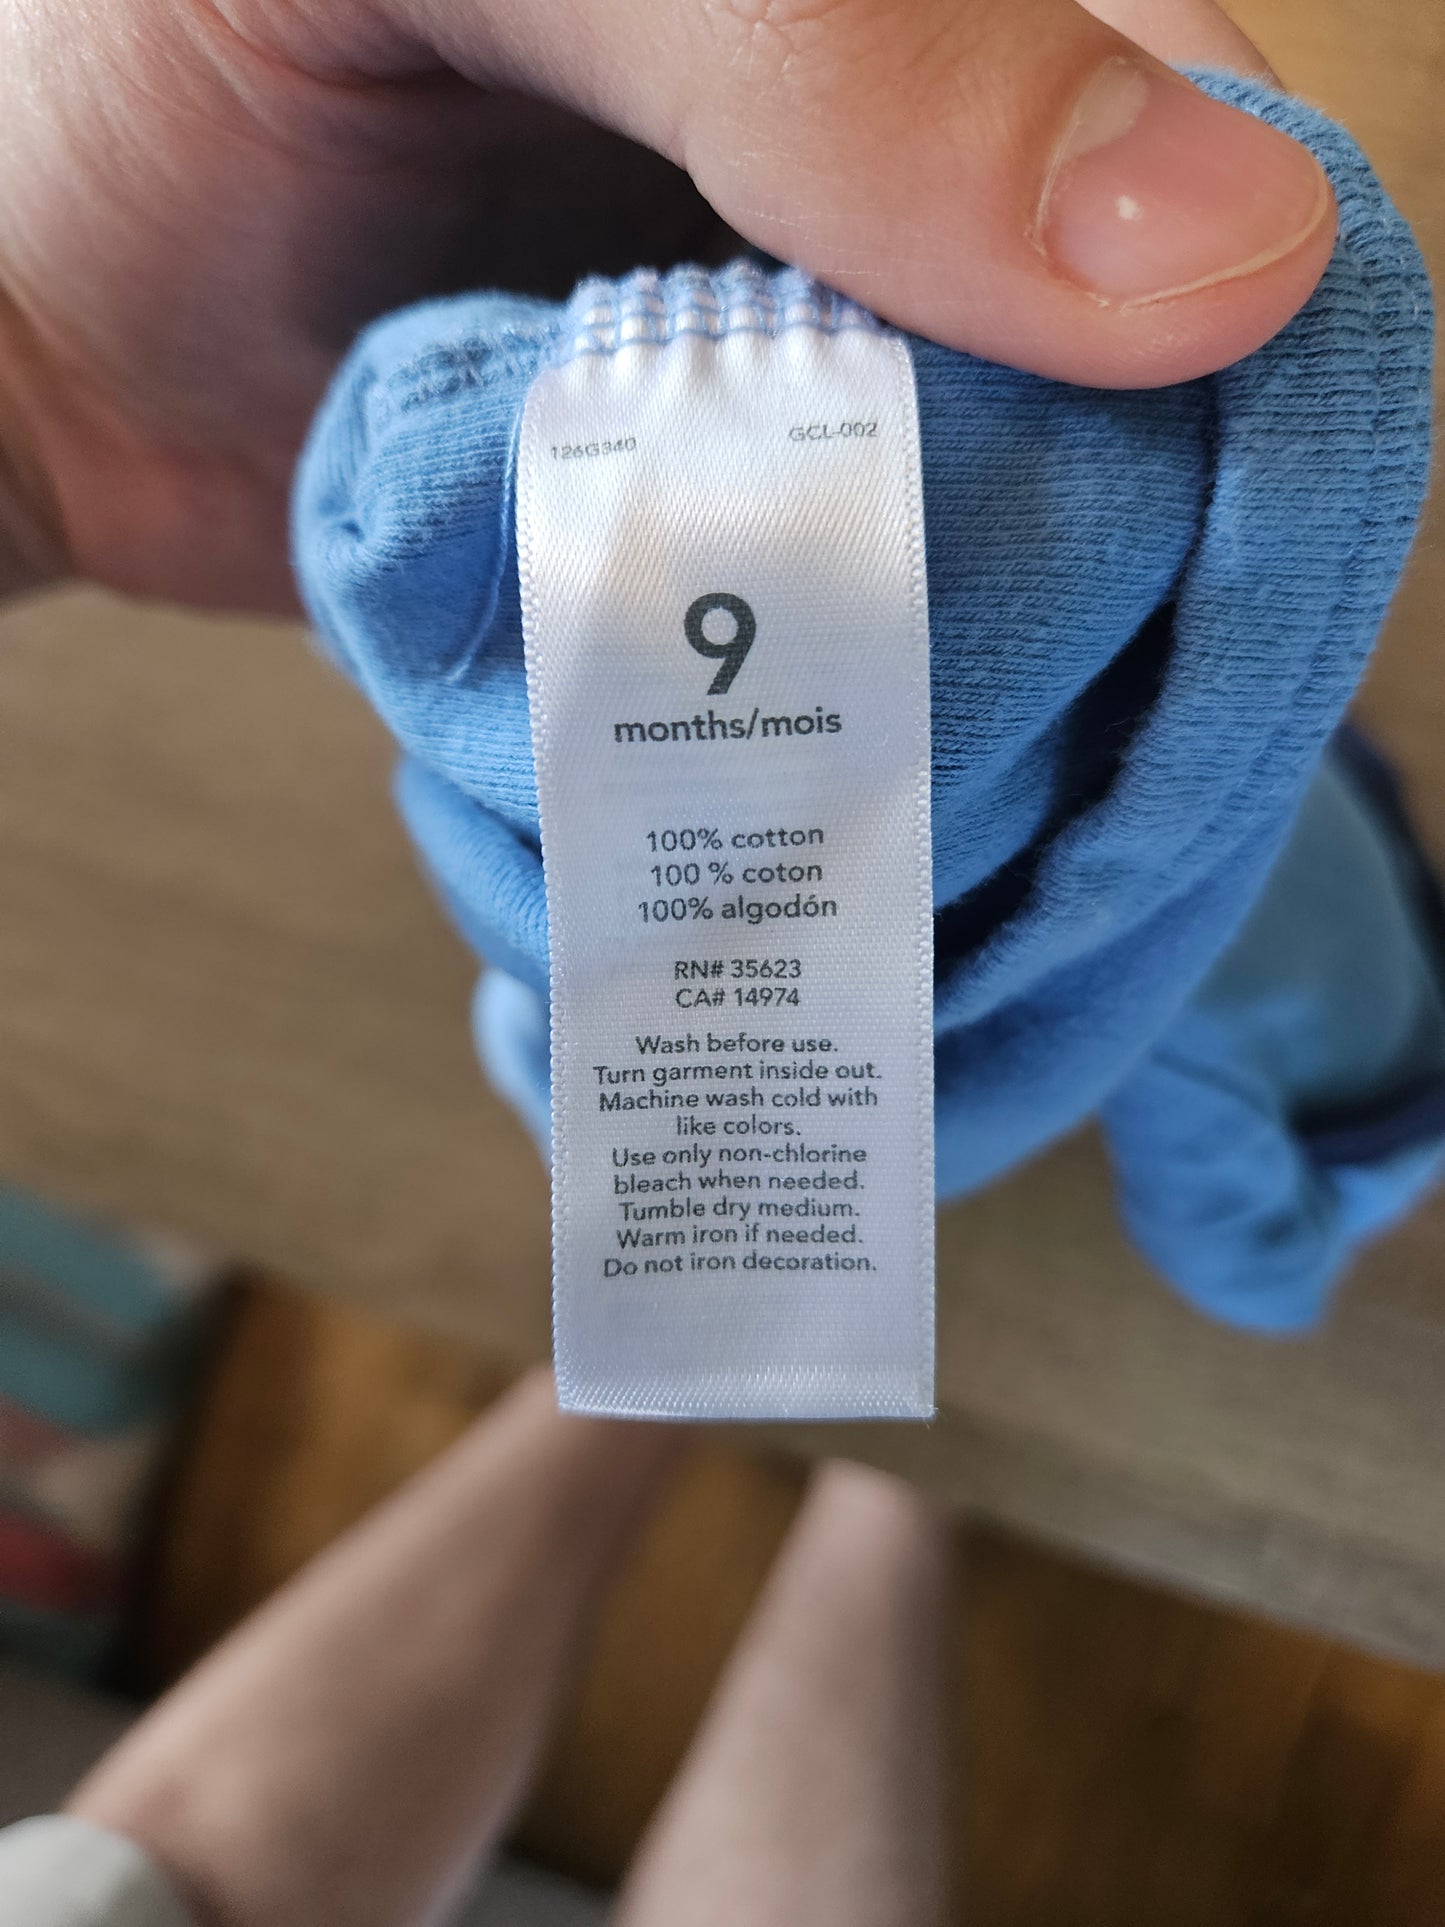 126G340 GCL-002
9
months/mois
100% cotton
100 % coton
100% algodón
RN# 35623
CA# 14974
Wash before use.
Turn garment inside out.
Machine wash cold with
like colors.
Use only non-chlorine
bleach when needed.
Tumble dry medium.
Warm iron if needed.
Do not iron decoration.